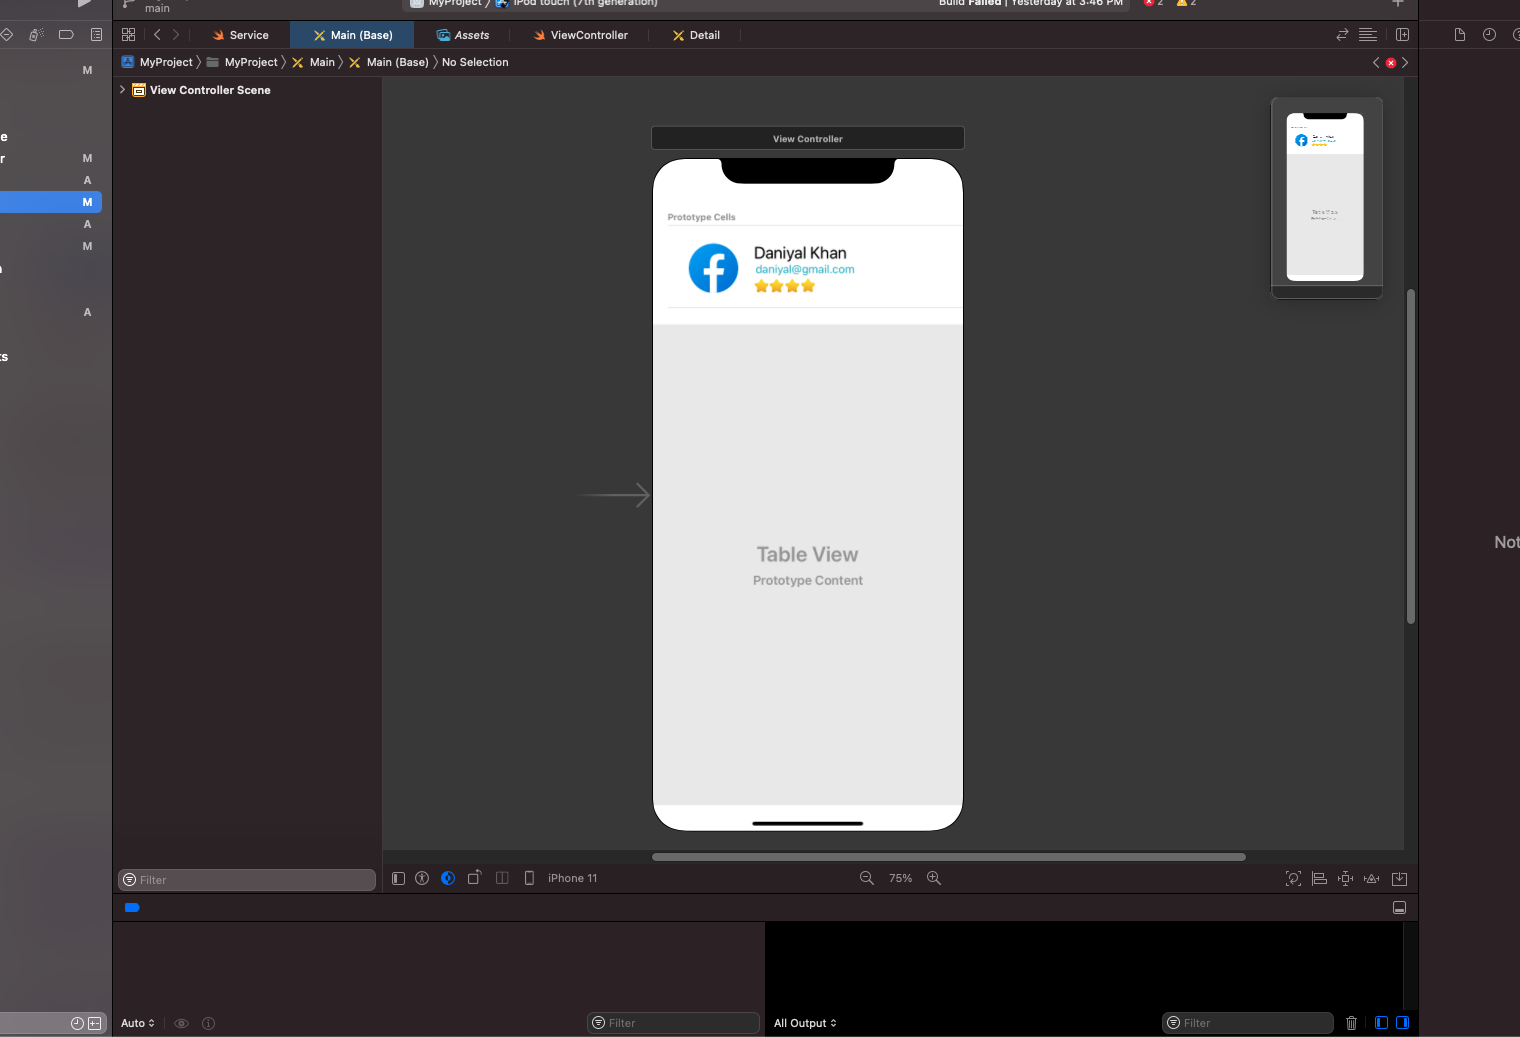 MyProject iPod touch (7th generation) Build Failed | Yesterday at 3:46 PM 2 2
main
Service Main (Base) Assets ViewController Detail
MyProject MyProject Main Main (Base) No Selection
M
View Controller Scene
e
r M
A
M
A
M
A
ts
View Controller
Prototype Cells
Daniyal Khan
daniyal@gmail.com
Table View
Prototype Content
Not
Filter
iPhone 11 75%
Auto
Filter
All Output
Filter